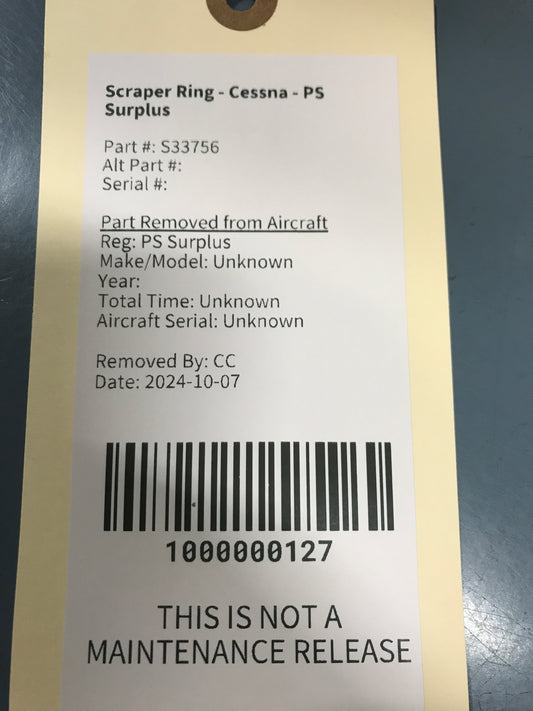 Scraper Ring - Cessna - PS
Surplus
Part #: S33756
Alt Part #:
Serial #:
Part Removed from Aircraft
Reg: PS Surplus
Make/Model: Unknown
Year:
Total Time: Unknown
Aircraft Serial: Unknown
Removed By: CC
Date: 2024-10-07
1000000127
THIS IS NOT A
MAINTENANCE RELEASE